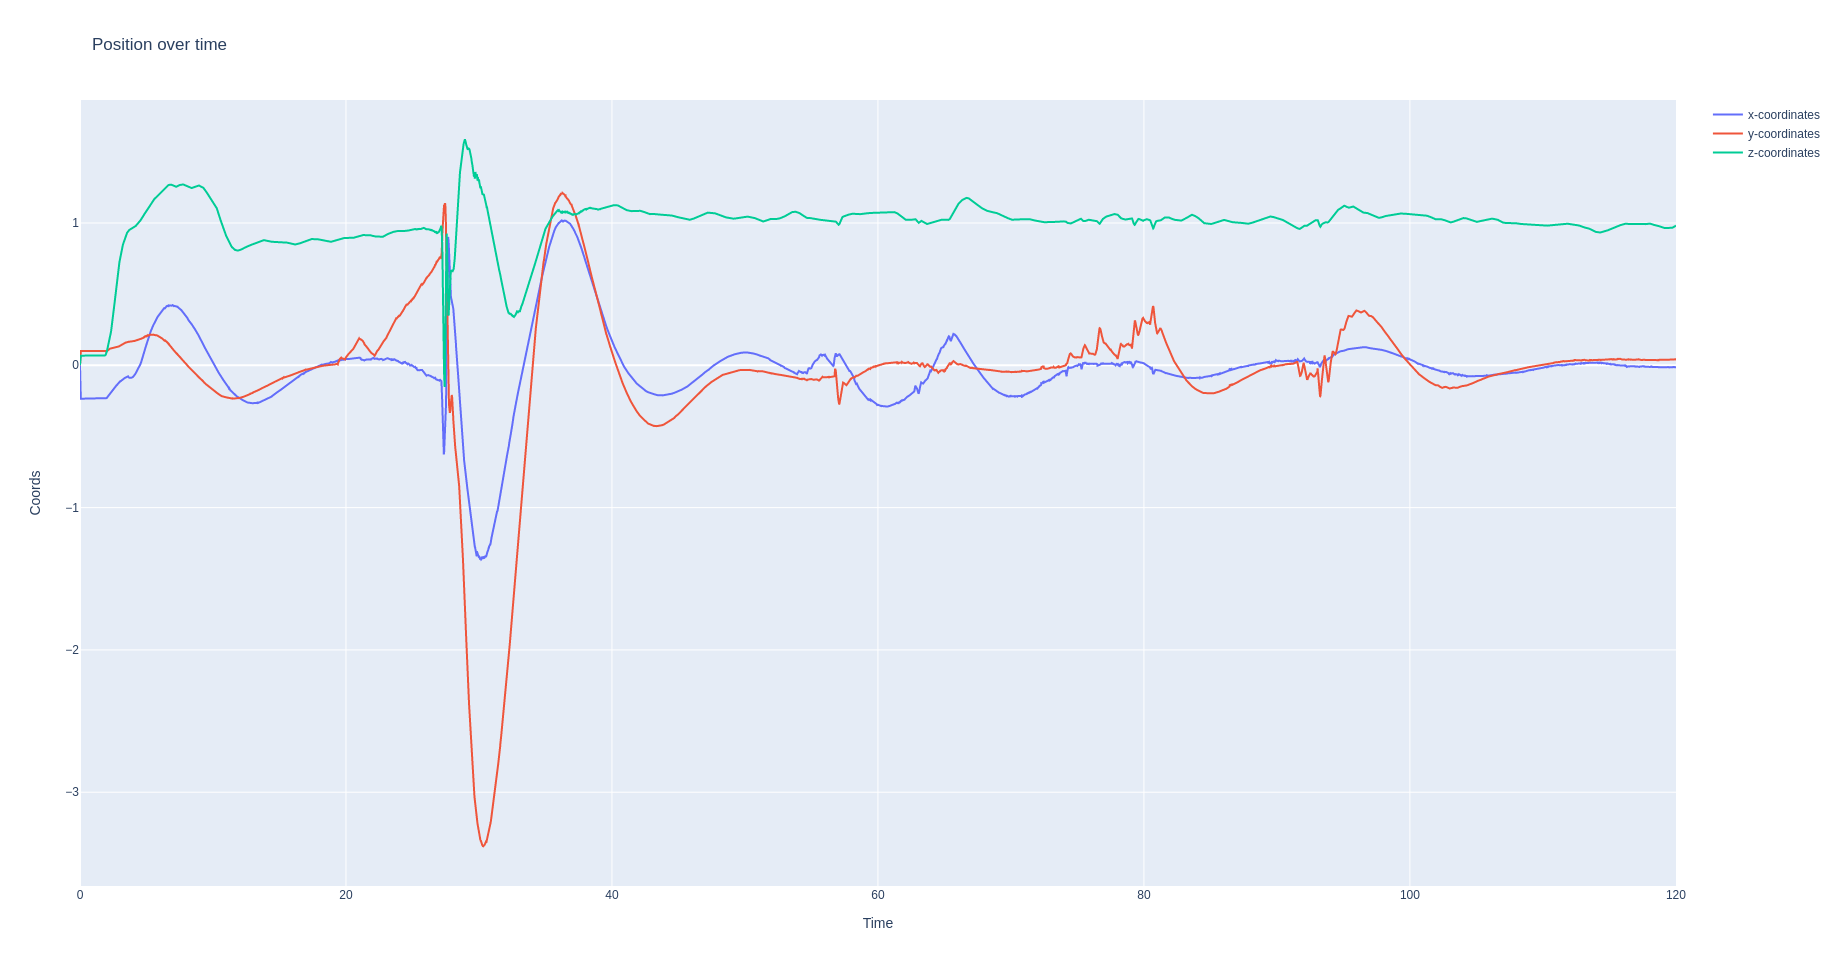 Position over time
x-coordinates
y-coordinates
z-coordinates
1
0
−1
−2
−3
Coords
0 20 40 60 80 100 120
Time